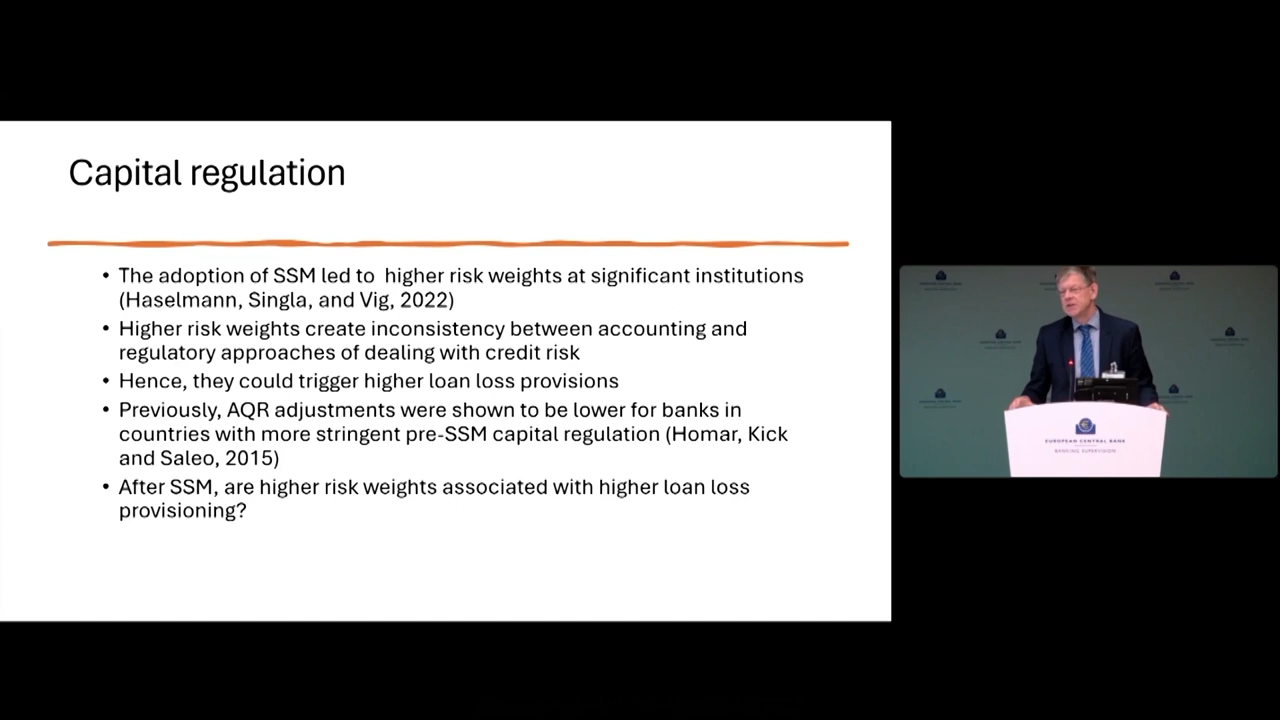 Capital regulation
• The adoption of SSM led to  higher risk weights at significant institutions
(Haselmann, Singla, and Vig, 2022)
• Higher risk weights create inconsistency between accounting and
regulatory approaches of dealing with credit risk
• Hence, they could trigger higher loan loss provisions
• Previously, AQR adjustments were shown to be lower for banks in
countries with more stringent pre-SSM capital regulation (Homar, Kick
and Saleo, 2015)
• After SSM, are higher risk weights associated with higher loan loss
provisioning?
EUROPEAN CENTRAL BANK
BANKING SUPERVISION